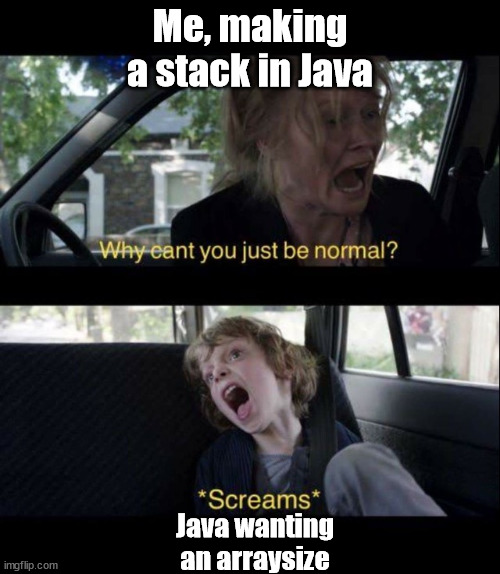 Me, making
a stack in Java
Why cant you just be normal?
*Screams*
Java wanting
an arraysize
imgflip.com